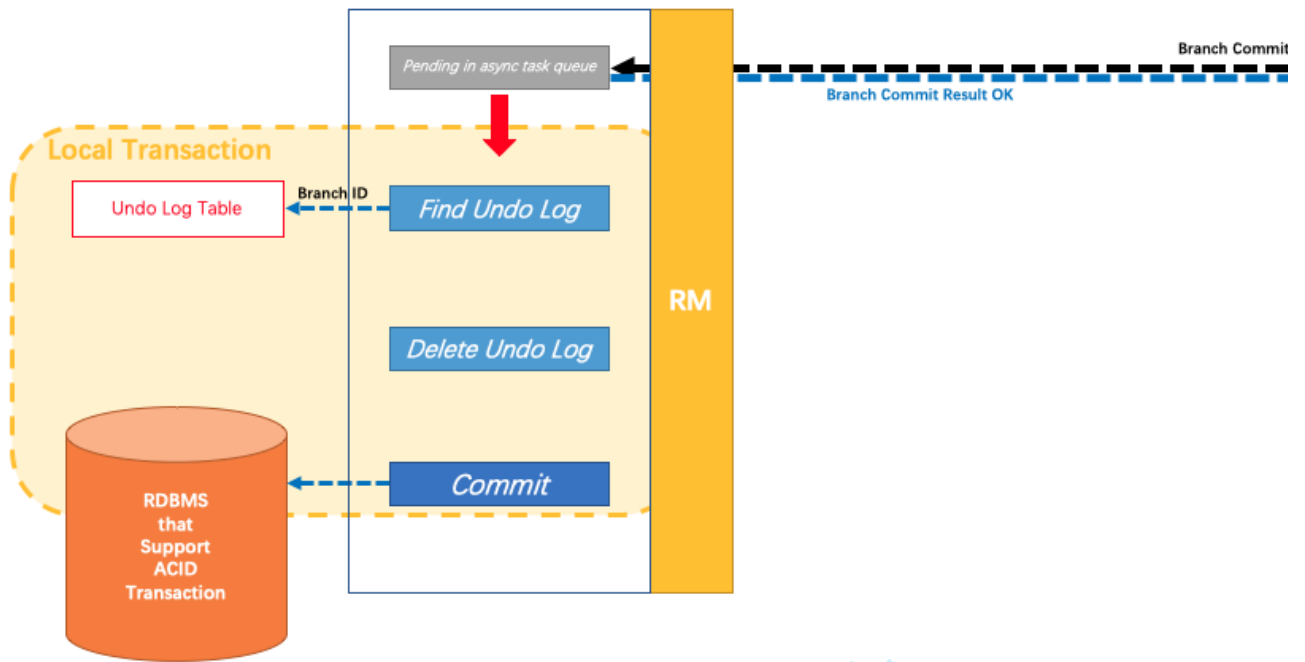 Branch Commit
Pending in async task queue
Branch Commit Result OK
Local Transaction
Branch ID
Undo Log Table
Find Undo Log
RM
Delete Undo Log
Commit
RDBMS
that
Support
ACID
Transaction